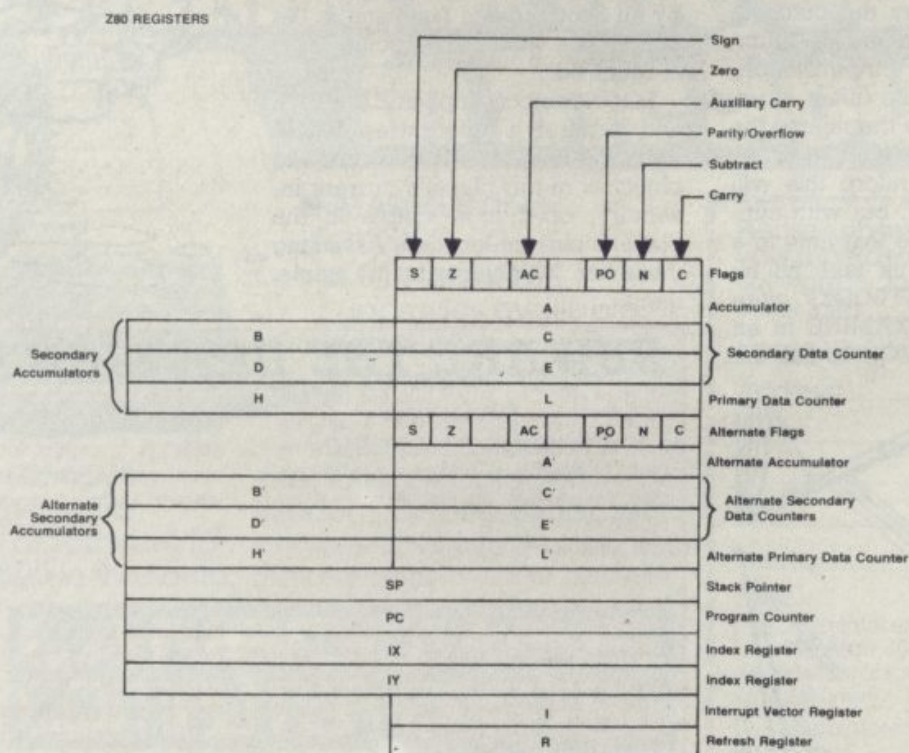 Z80 REGISTERS
Sign
Zero
Auxiliary Carry
Parity/Overflow
Subtract
Carry
S Z AC PO N C Flags
A Accumulator
B C
Secondary Accumulators
D E
Secondary Data Counter
H L Primary Data Counter
S Z AC PO N C Alternate Flags
A' Alternate Accumulator
B' C'
Alternate Secondary Accumulators
D' E'
Alternate Secondary Data Counters
H' L' Alternate Primary Data Counter
SP Stack Pointer
PC Program Counter
IX Index Register
IY Index Register
I Interrupt Vector Register
R Refresh Register